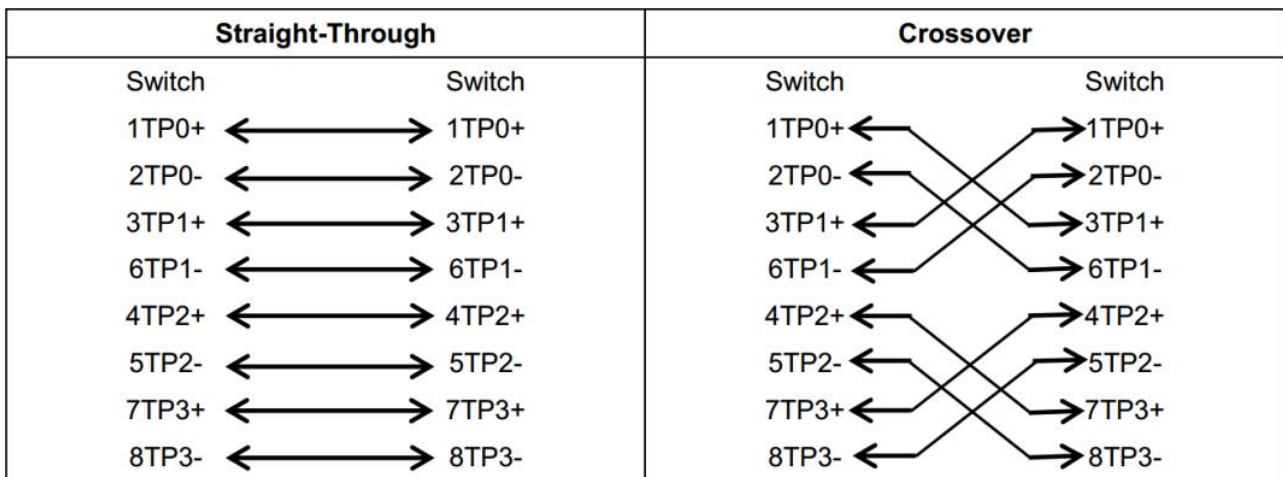 Straight-Through Crossover
Switch Switch Switch Switch
1TP0+ 1TP0+ 1TP0+ 1TP0+
2TP0- 2TP0- 2TP0- 2TP0-
3TP1+ 3TP1+ 3TP1+ 3TP1+
6TP1- 6TP1- 6TP1- 6TP1-
4TP2+ 4TP2+ 4TP2+ 4TP2+
5TP2- 5TP2- 5TP2- 5TP2-
7TP3+ 7TP3+ 7TP3+ 7TP3+
8TP3- 8TP3- 8TP3- 8TP3-